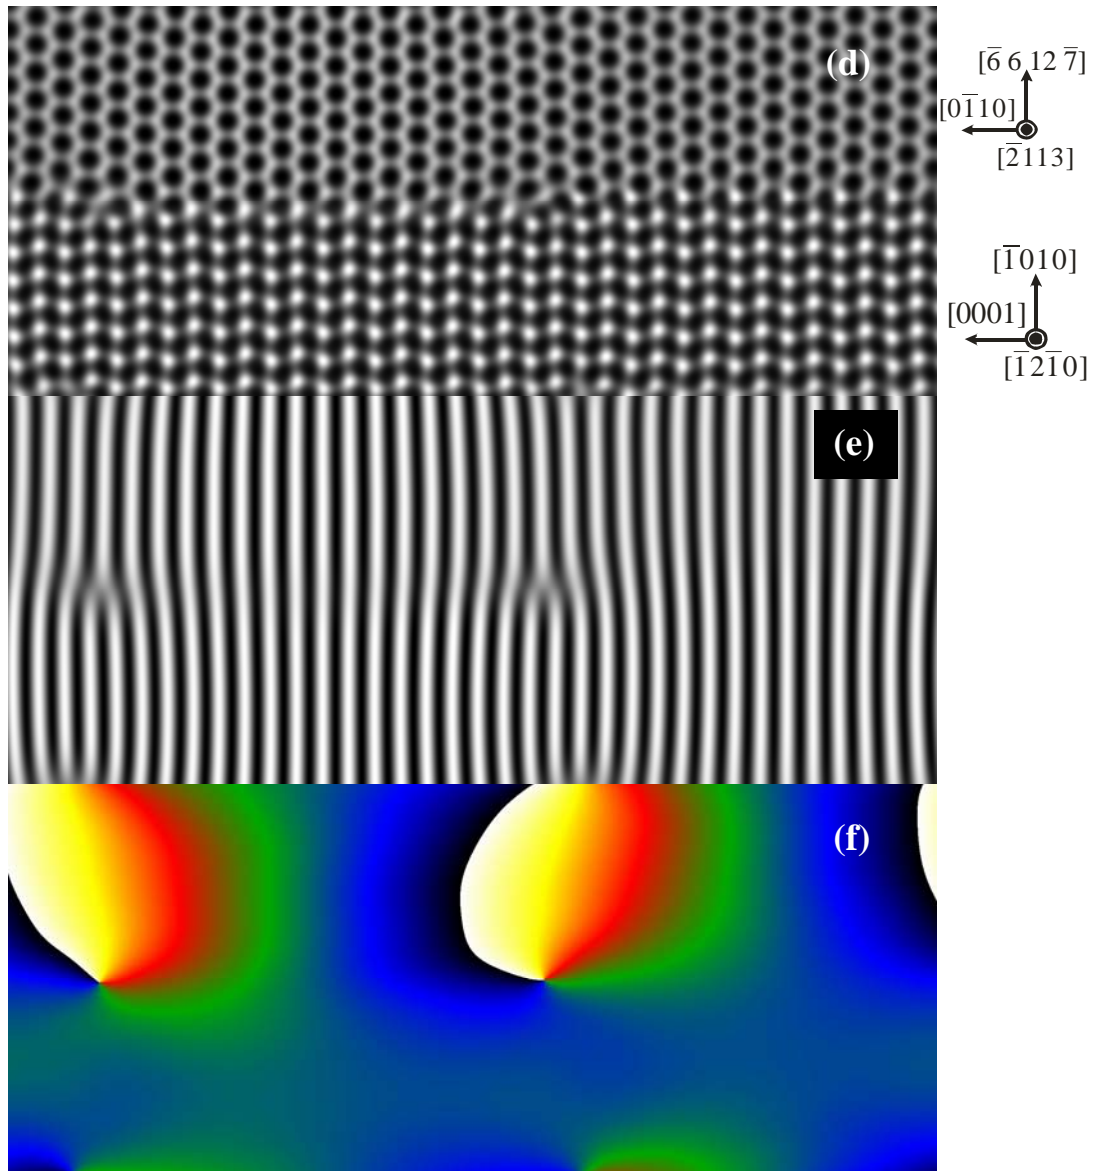 (d)
[6̅ 6 12 7̅]
[01̅10]
[2̅113]
[1̅010]
[0001]
[1̅21̅0]
(e)
(f)